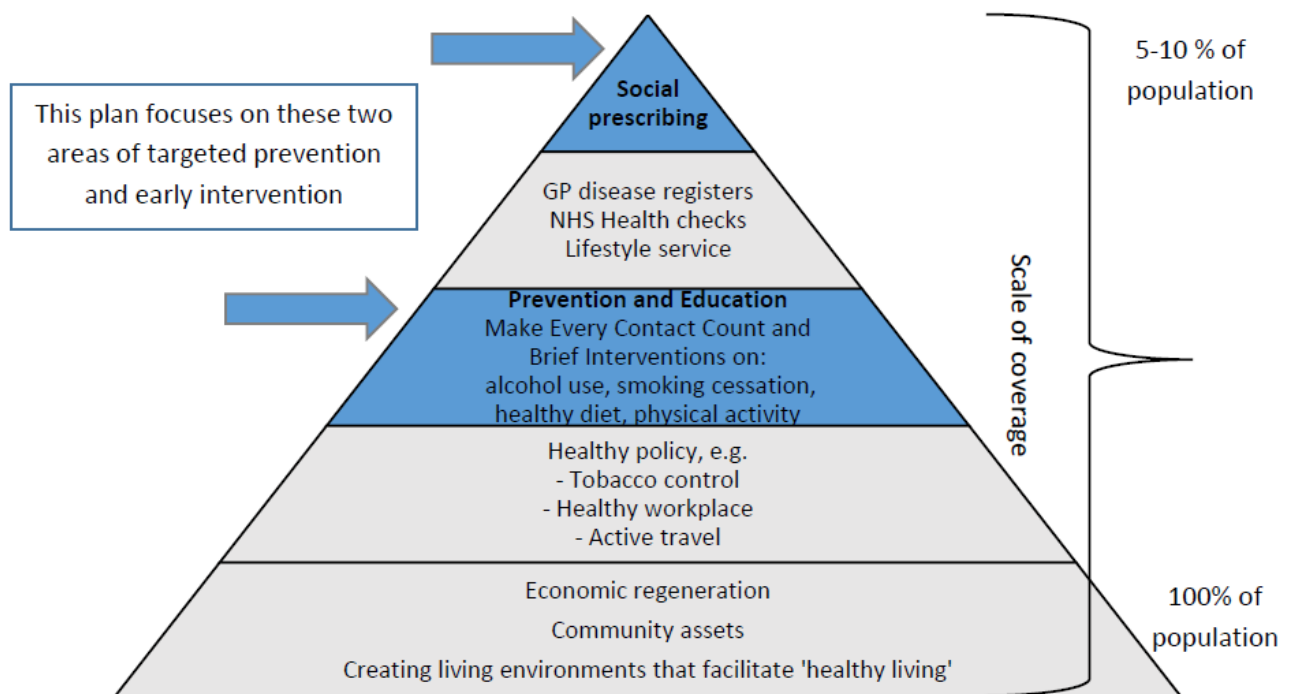 This plan focuses on these two
areas of targeted prevention
and early intervention
Social
prescribing
GP disease registers
NHS Health checks
Lifestyle service
Prevention and Education
Make Every Contact Count and
Brief Interventions on:
alcohol use, smoking cessation,
healthy diet, physical activity
Healthy policy, e.g.
- Tobacco control
- Healthy workplace
- Active travel
Economic regeneration
Community assets
Creating living environments that facilitate 'healthy living'
5-10 % of
population
Scale of coverage
100% of
population